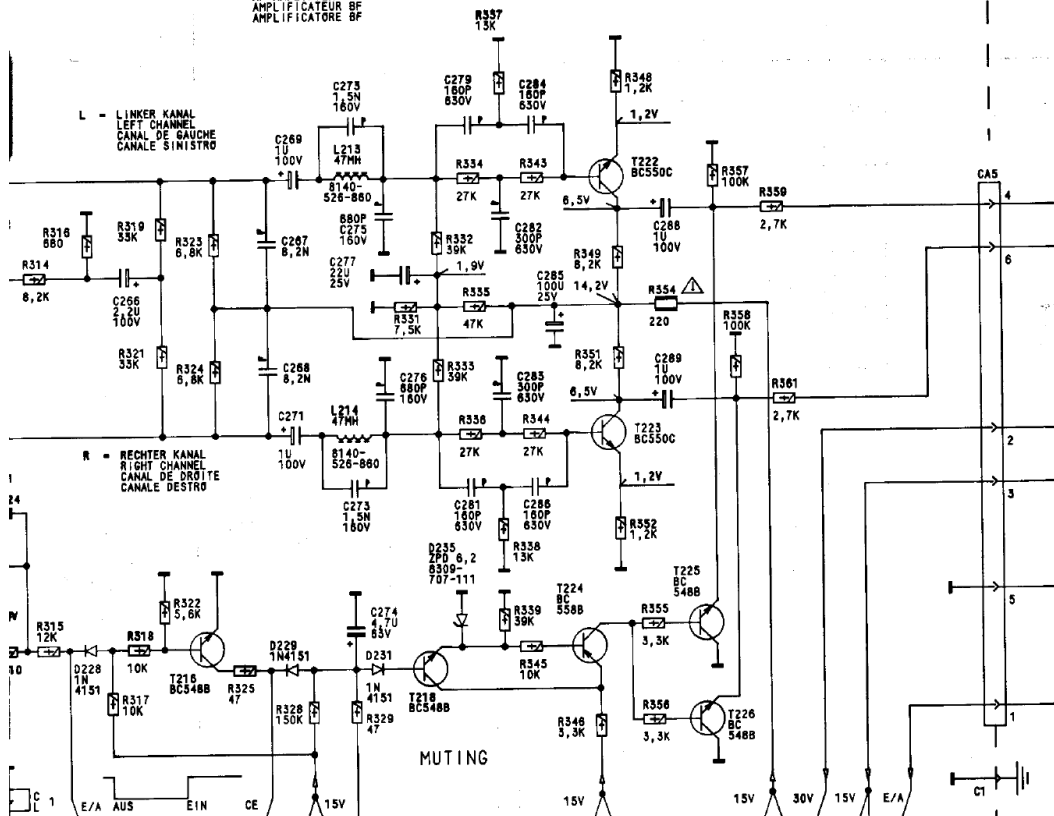 AMPLIFICATEUR BF
AMPLIFICATORE BF
R337
13K
L = LINKER KANAL
LEFT CHANNEL
CANAL DE GAUCHE
CANALE SINISTRO
C269
1U
100V
C273
1,5N
160V
L213
47MH
8140-
526-860
680P
C275
160V
C279
160P
630V
C284
160P
630V
R348
1,2K
1,2V
R334
27K
R343
27K
T222
BC550C
R357
100K
R359
2,7K
CA5
4
6,5V
6
R316
680
R319
33K
R323
6,8K
C267
8,2N
R332
39K
C282
300P
630V
C288
1U
100V
R314
8,2K
C266
2,2U
100V
C277
22U
25V
1,9V
R349
8,2K
C285
100U
25V
14,2V
R354
220
R331
7,5K
R335
47K
R358
100K
R321
33K
R324
6,8K
C268
8,2N
C276
680P
160V
R333
39K
C283
300P
630V
R351
8,2K
C289
1U
100V
6,5V
R361
2,7K
C271
1U
100V
L214
47MH
8140-
526-860
R336
27K
R344
27K
T223
BC550C
2
R = RECHTER KANAL
RIGHT CHANNEL
CANAL DE DROITE
CANALE DESTRO
C273
1,5N
160V
C281
160P
630V
C286
160P
630V
1,2V
3
24
R338
13K
R352
1,2K
D235
ZPD 6,2
8309-
707-111
T224
BC
558B
T225
BC
548B
5
R322
5,6K
C274
4,7U
63V
R339
39K
R355
3,3K
R315
12K
R318
10K
D228
1N
4151
T216
BC548B
R325
47
D229
1N4151
D231
1N
4151
T218
BC548B
R345
10K
R317
10K
R328
150K
R329
47
R346
3,3K
R356
3,3K
T226
BC
548B
1
MUTING
C 1
L
E/A AUS EIN CE 15V 15V 15V 30V 15V E/A
C1